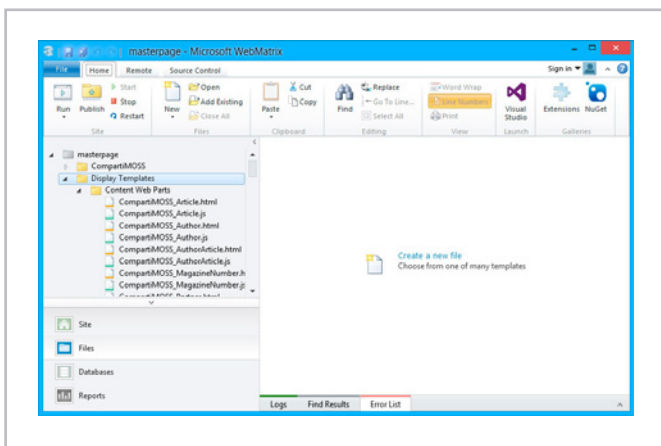 masterpage - Microsoft WebMatrix
File Home Remote Source Control Sign in
Run Publish Start Stop Restart
New Open Add Existing Close All
Paste Cut Copy
Find Replace Go To Line... Select All
Word Wrap Line Numbers Print
Visual Studio
Extensions NuGet
Site Files Clipboard Editing View Launch Galleries
masterpage
CompartiMOSS
Display Templates
Content Web Parts
CompartiMOSS_Article.html
CompartiMOSS_Article.js
CompartiMOSS_Author.html
CompartiMOSS_Author.js
CompartiMOSS_AuthorArticle.html
CompartiMOSS_AuthorArticle.js
CompartiMOSS_MagazineNumber.h
CompartiMOSS_MagazineNumber.js
Create a new file
Choose from one of many templates
Site
Files
Databases
Reports
Logs Find Results Error List